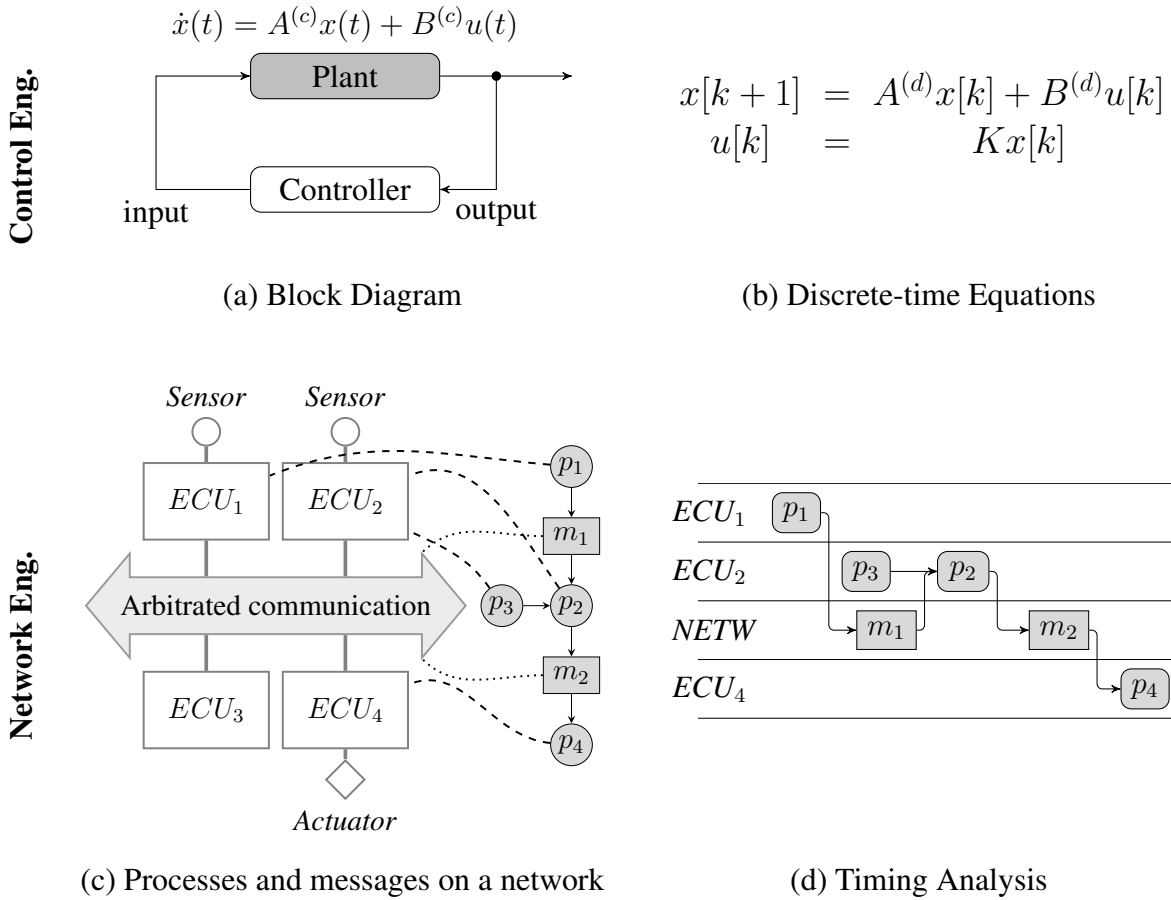 Control Eng.
ẋ(t) = A^(c)x(t) + B^(c)u(t)
Plant
Controller
input
output
(a) Block Diagram
x[k + 1] = A^(d)x[k] + B^(d)u[k]
u[k] = Kx[k]
(b) Discrete-time Equations
Network Eng.
Sensor Sensor
ECU₁ ECU₂
Arbitrated communication
ECU₃ ECU₄
Actuator
p₁
m₁
p₃ p₂
m₂
p₄
(c) Processes and messages on a network
ECU₁ p₁
ECU₂ p₃ p₂
NETW m₁ m₂
ECU₄ p₄
(d) Timing Analysis